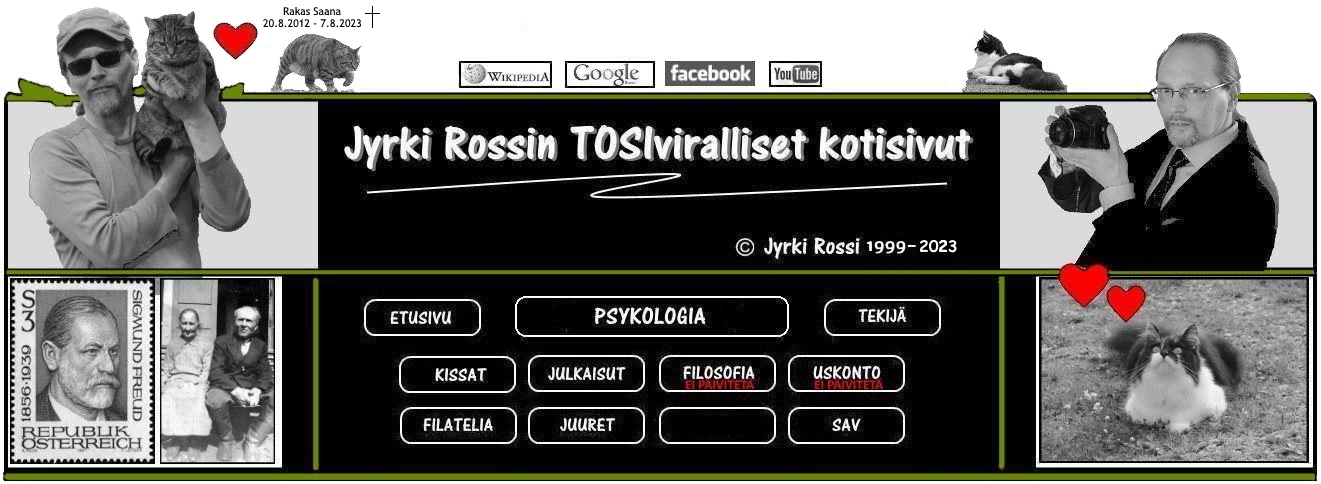 Rakas Saana
20.8.2012 - 7.8.2023
WIKIPEDIA
Google
facebook
YouTube
Jyrki Rossin TOSIviralliset kotisivut
© Jyrki Rossi 1999-2023
S3
1856·1939
SIGMUND FREUD
REPUBLIK
ÖSTERREICH
ETUSIVU
PSYKOLOGIA
TEKIJÄ
KISSAT
JULKAISUT
FILOSOFIA
EI PÄIVITETÄ
USKONTO
EI PÄIVITETÄ
FILATELIA
JUURET
SAV